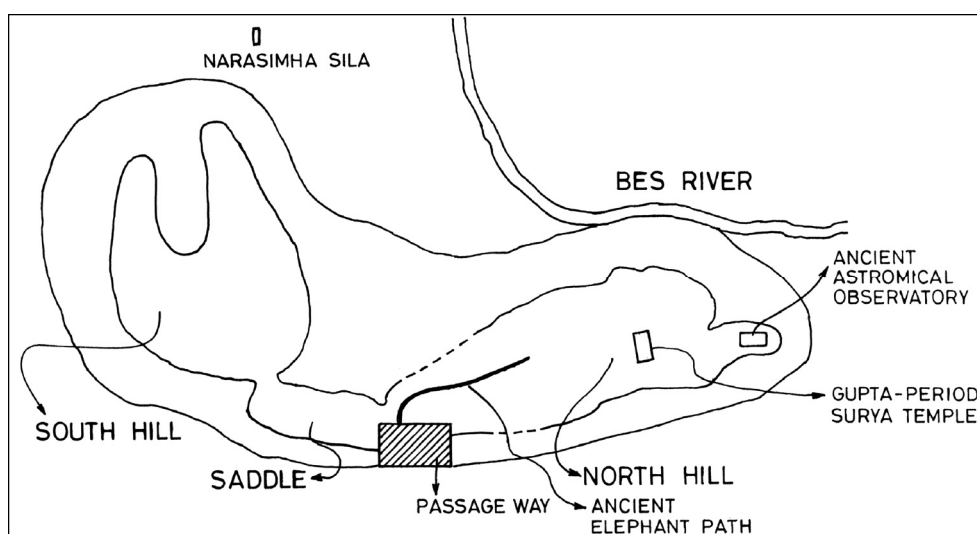 NARASIMHA SILA
BES RIVER
ANCIENT
ASTROMICAL
OBSERVATORY
GUPTA-PERIOD
SURYA TEMPLE
SOUTH HILL
SADDLE
PASSAGE WAY
NORTH HILL
ANCIENT
ELEPHANT PATH